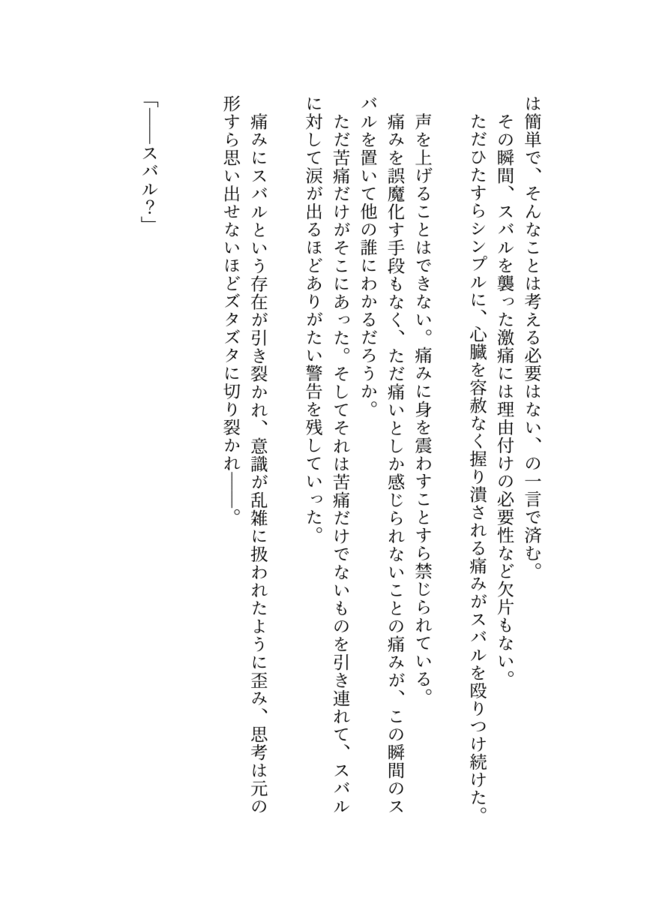 は簡単で、そんなことは考える必要はない、の一言で済む。
その瞬間、スバルを襲った激痛には理由付けの必要性など欠片もない。
ただひたすらシンプルに、心臓を容赦なく握り潰される痛みがスバルを殴りつけ続けた。
声を上げることはできない。痛みに身を震わすことすら禁じられている。
痛みを誤魔化す手段もなく、ただ痛いとしか感じられないことの痛みが、この瞬間のス
バルを置いて他の誰にわかるだろうか。
ただ苦痛だけがそこにあった。そしてそれは苦痛だけでないものを引き連れて、スバル
に対して涙が出るほどありがたい警告を残していった。
痛みにスバルという存在が引き裂かれ、意識が乱雑に扱われたように歪み、思考は元の
形すら思い出せないほどズタズタに切り裂かれ――。
「――スバル？」